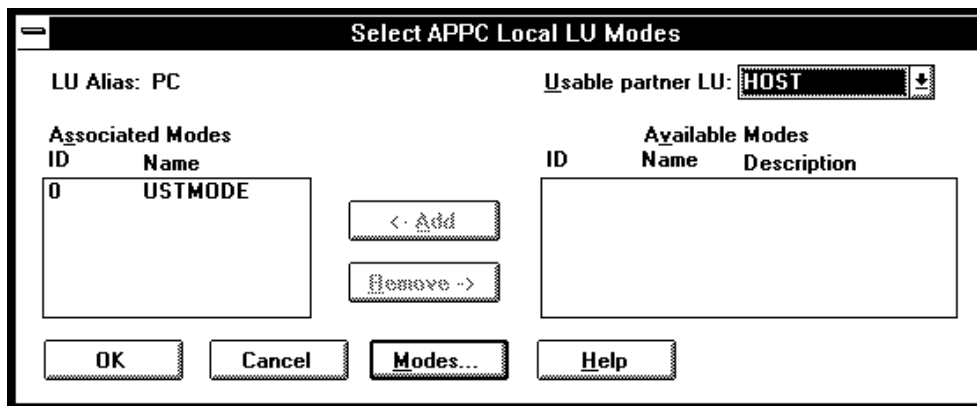 Select APPC Local LU Modes
LU Alias: PC
Usable partner LU: HOST
Associated Modes
ID Name
0 USTMODE
Available Modes
ID Name Description
<- Add
Remove ->
OK Cancel Modes... Help